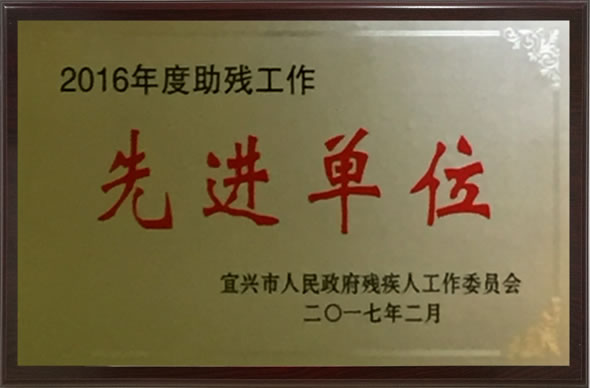 2016年度助残工作
先进单位
宜兴市人民政府残疾人工作委员会
二〇一七年二月